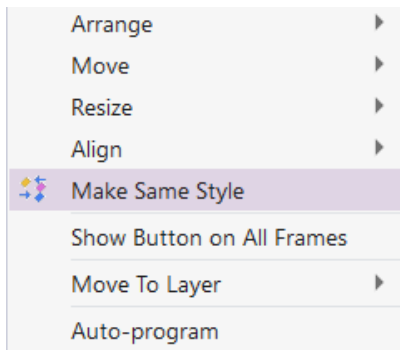 Arrange
Move
Resize
Align
Make Same Style
Show Button on All Frames
Move To Layer
Auto-program